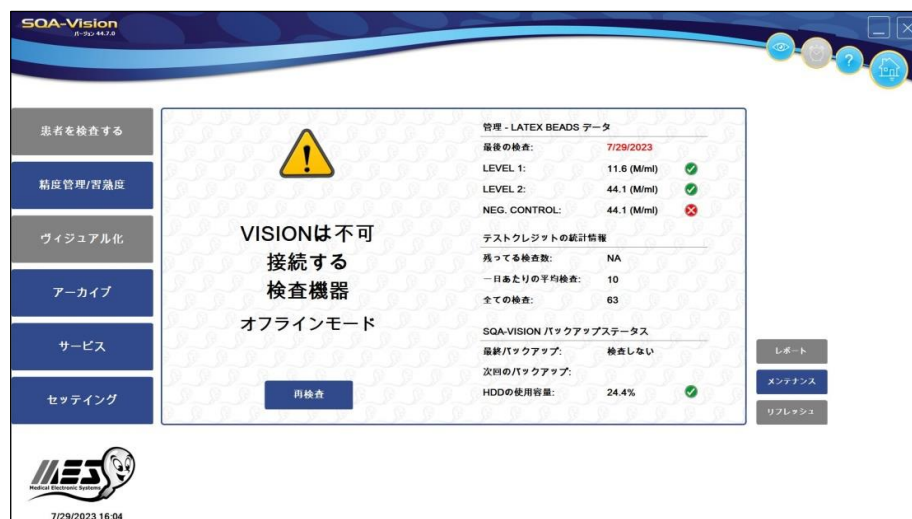 SQA-Vision
バージョン 44.7.0
?
患者を検査する
精度管理/習熟度
ヴィジュアル化
アーカイブ
サービス
セッテイング
VISIONは不可
接続する
検査機器
オフラインモード
再検査
管理 - LATEX BEADS データ
最後の検査: 7/29/2023
LEVEL 1: 11.6 (M/ml)
LEVEL 2: 44.1 (M/ml)
NEG. CONTROL: 44.1 (M/ml)
テストクレジットの統計情報
残ってる検査数: NA
一日あたりの平均検査: 10
全ての検査: 63
SQA-VISION バックアップステータス
最終バックアップ: 検査しない
次回のバックアップ:
HDDの使用容量: 24.4%
レポート
メンテナンス
リフレッシュ
MES
Medical Electronic Systems
7/29/2023 16:04